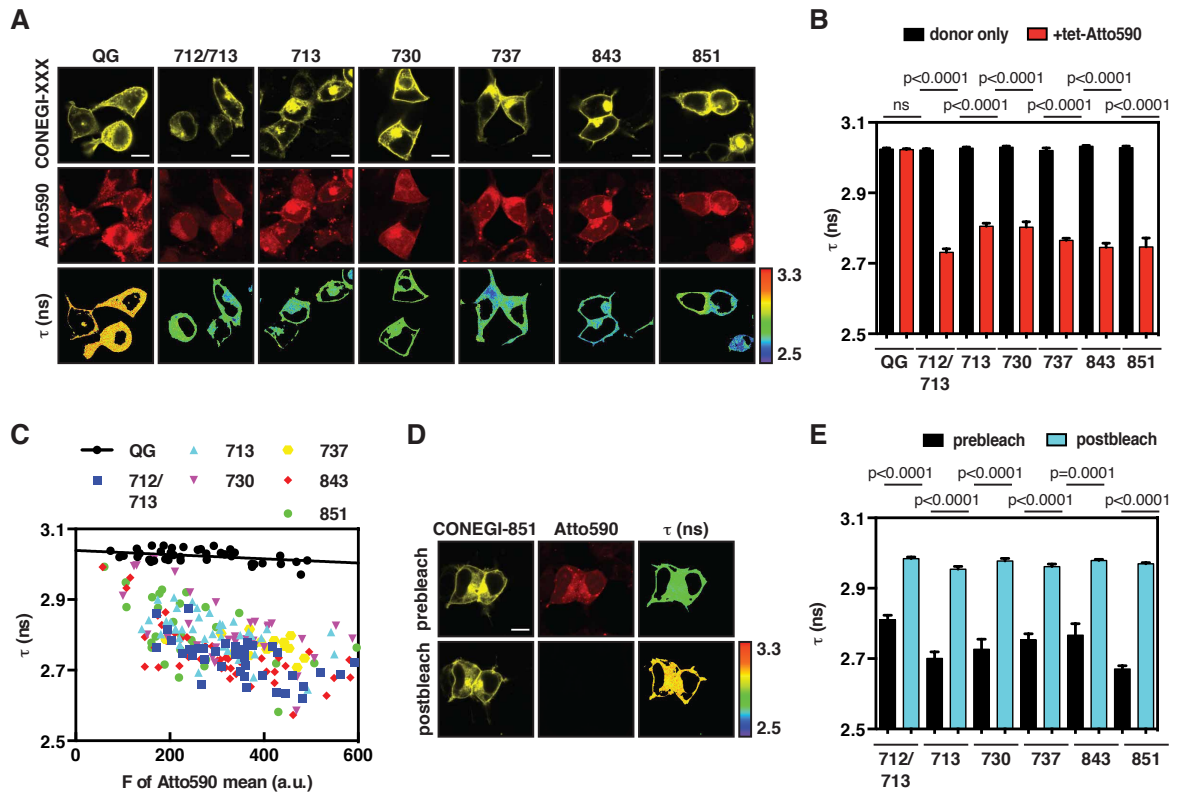 A
QG 712/713 713 730 737 843 851
CONEGI-XXX
Atto590
τ (ns)
3.3
2.5
B
donor only +tet-Atto590
p<0.0001 p<0.0001 p<0.0001
ns p<0.0001 p<0.0001 p<0.0001
τ (ns)
3.1
2.9
2.7
2.5
QG 712/ 713 730 737 843 851
713
C
QG 713 737
712/ 730 843
713
851
τ (ns)
3.1
2.9
2.7
2.5
0 200 400 600
F of Atto590 mean (a.u.)
D
CONEGI-851 Atto590 τ (ns)
prebleach
postbleach
3.3
2.5
E
prebleach postbleach
p<0.0001 p<0.0001 p=0.0001
p<0.0001 p<0.0001 p<0.0001
τ (ns)
3.1
2.9
2.7
2.5
712/ 713 730 737 843 851
713